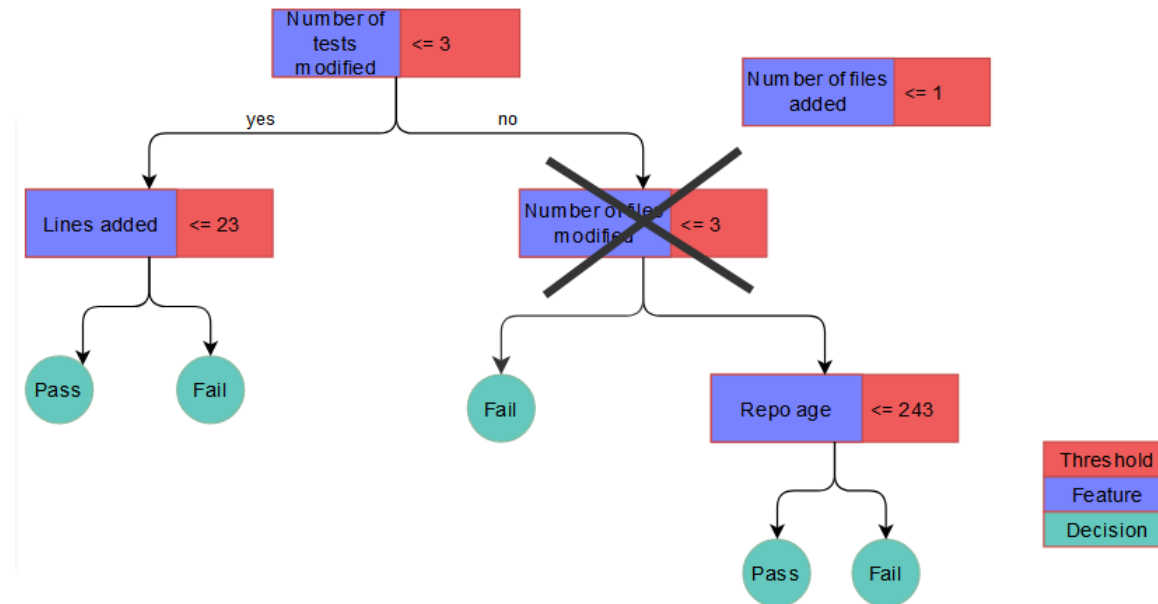 Number of
tests
modified
<= 3
Number of files
added
<= 1
yes
no
Lines added
<= 23
Number of files
modified
<= 3
Pass
Fail
Fail
Repo age
<= 243
Threshold
Feature
Decision
Pass
Fail